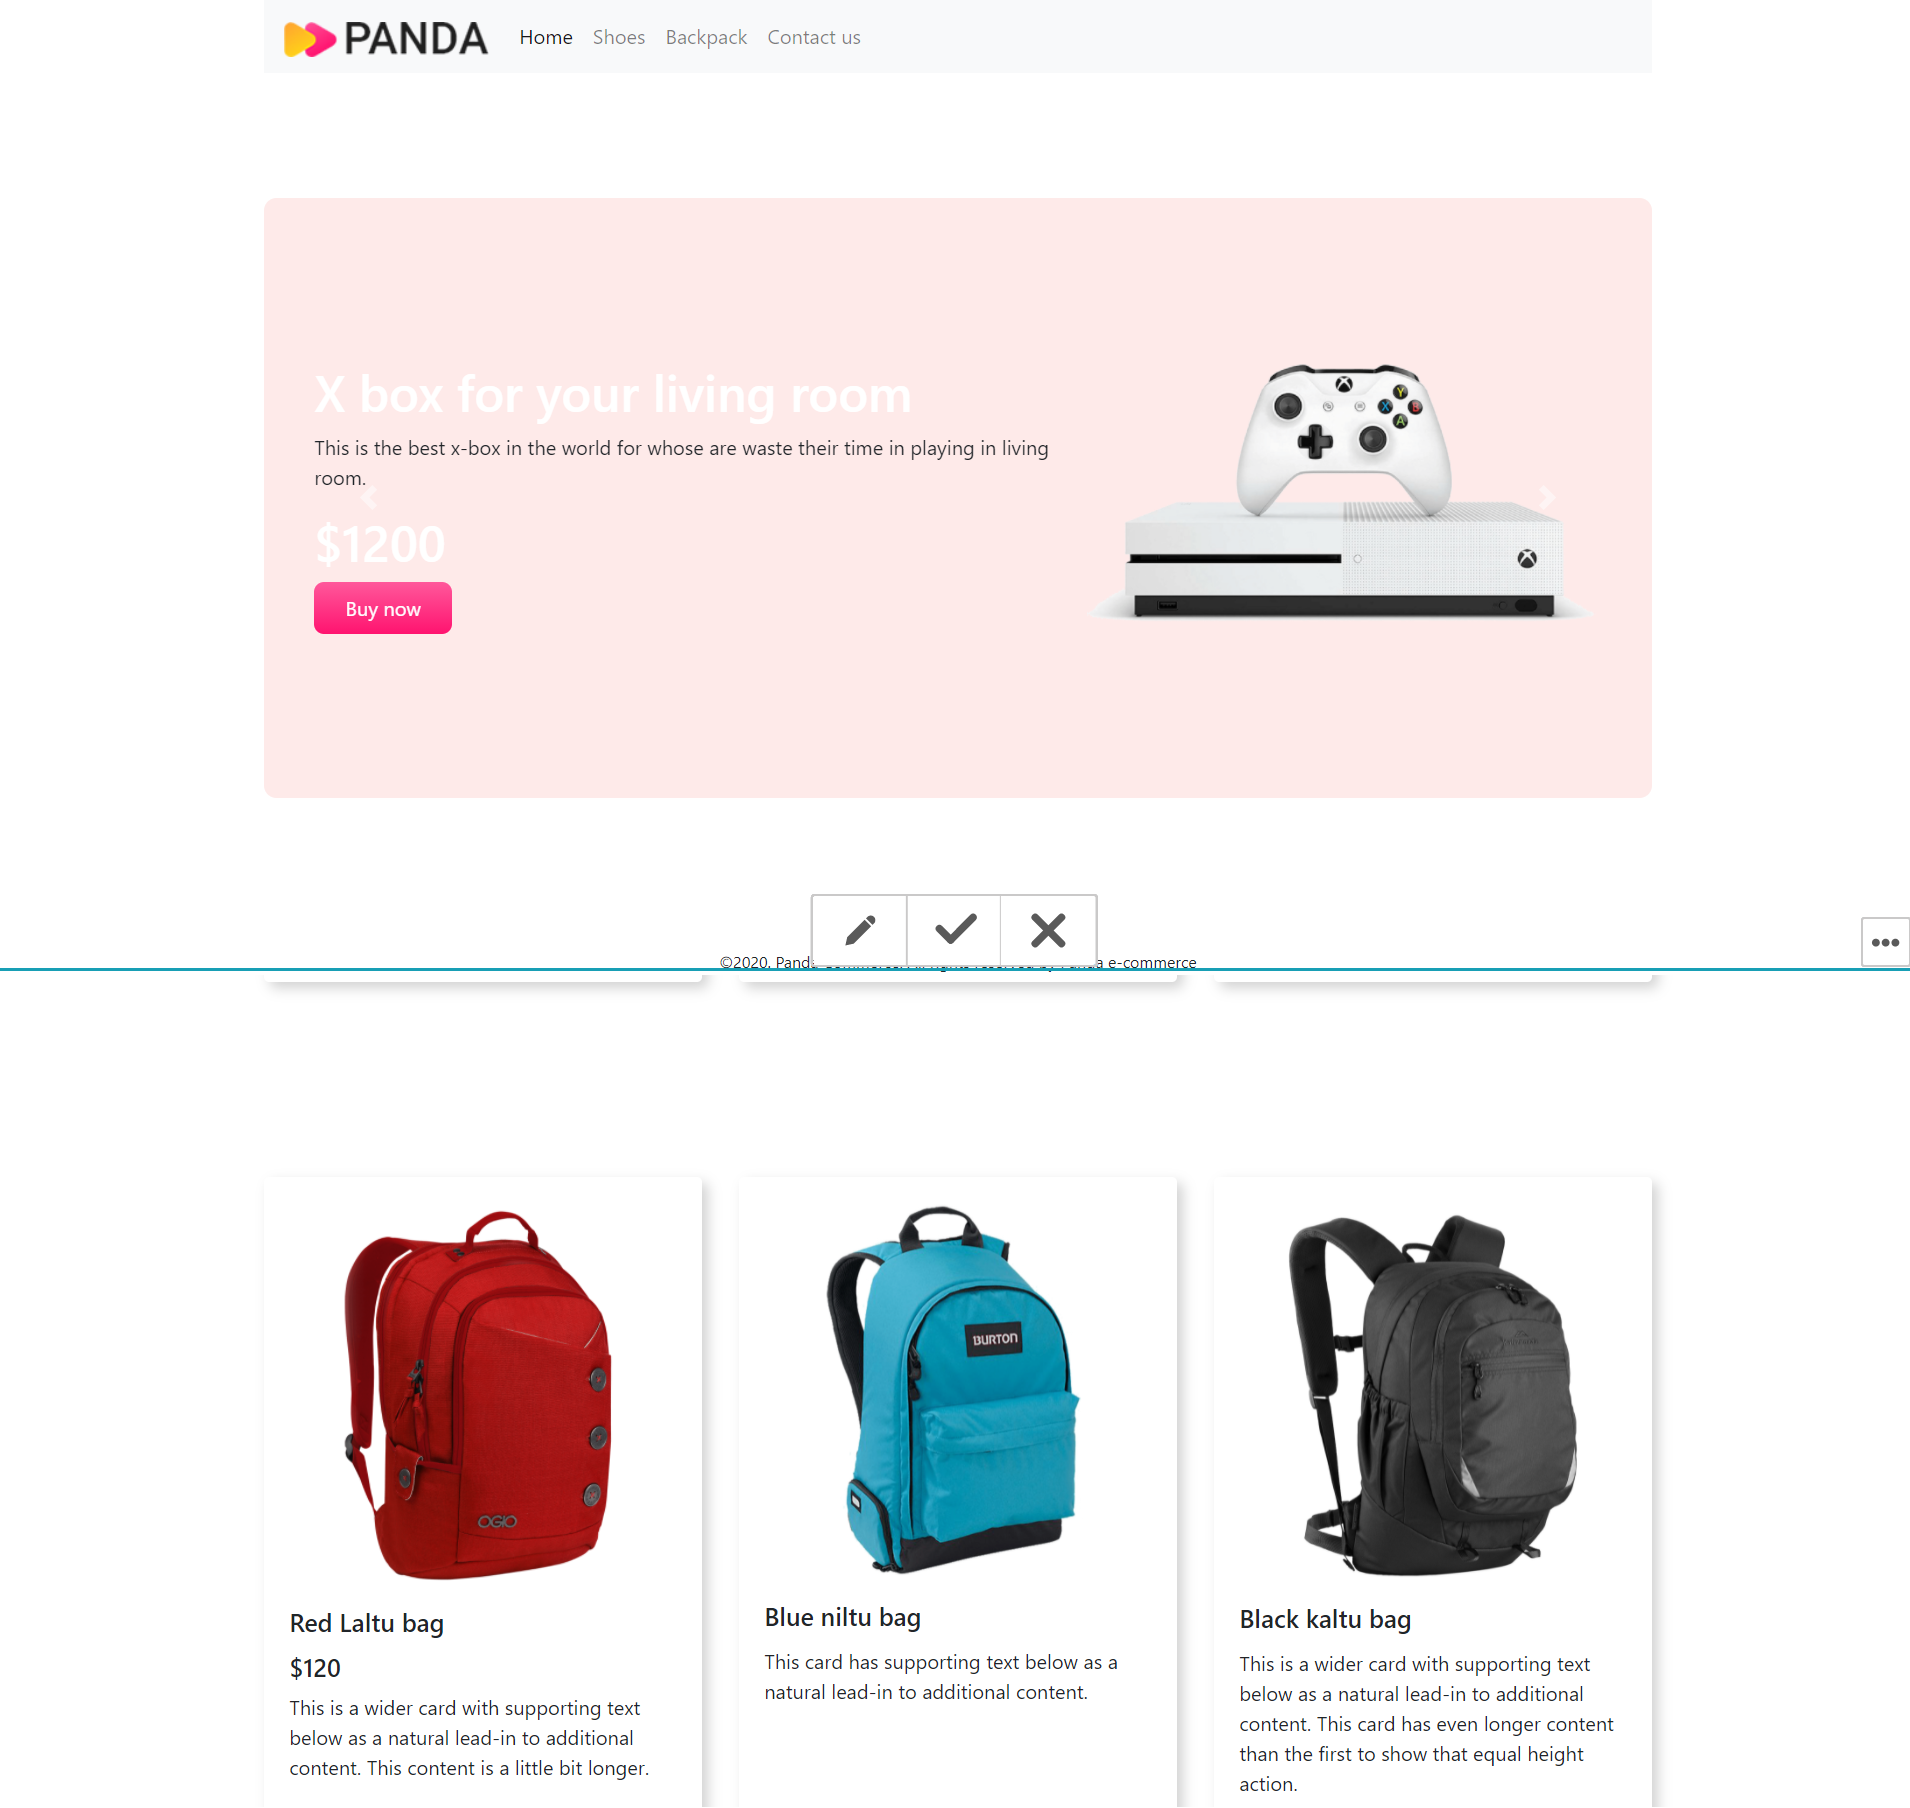 PANDA
Home Shoes Backpack Contact us
X box for your living room
This is the best x-box in the world for whose are waste their time in playing in living
room.
$1200
Buy now
Y
X B
A
©2020. Panda e-commerce
BURTON
OGIO
Red Laltu bag
$120
This is a wider card with supporting text
below as a natural lead-in to additional
content. This content is a little bit longer.
Blue niltu bag
This card has supporting text below as a
natural lead-in to additional content.
Black kaltu bag
This is a wider card with supporting text
below as a natural lead-in to additional
content. This card has even longer content
than the first to show that equal height
action.